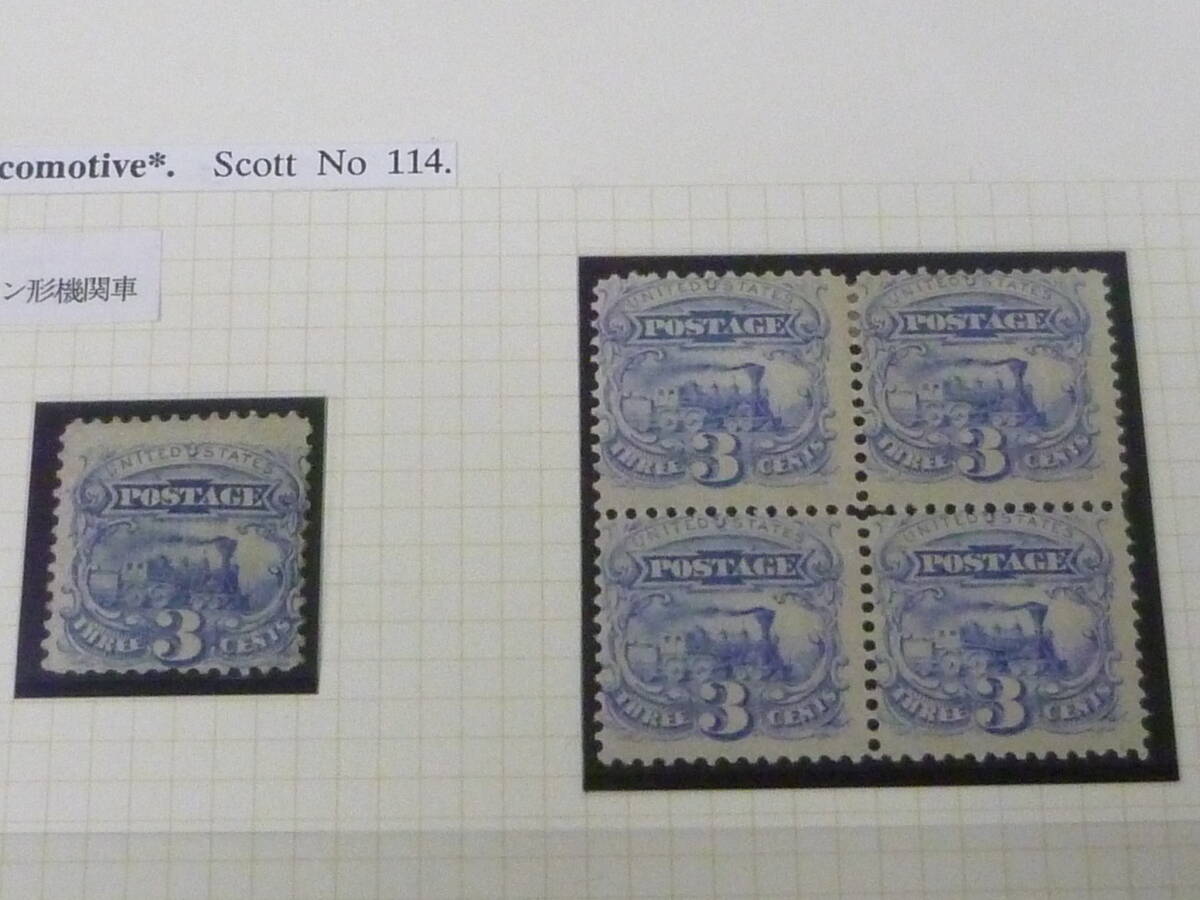 comotive*. Scott No 114.
ン形機関車
UNITED STATES
POSTAGE
THREE 3 CENTS
UNITED STATES
POSTAGE
THREE 3 CENTS
UNITED STATES
POSTAGE
THREE 3 CENTS
UNITED STATES
POSTAGE
THREE 3 CENTS
UNITED STATES
POSTAGE
THREE 3 CENTS